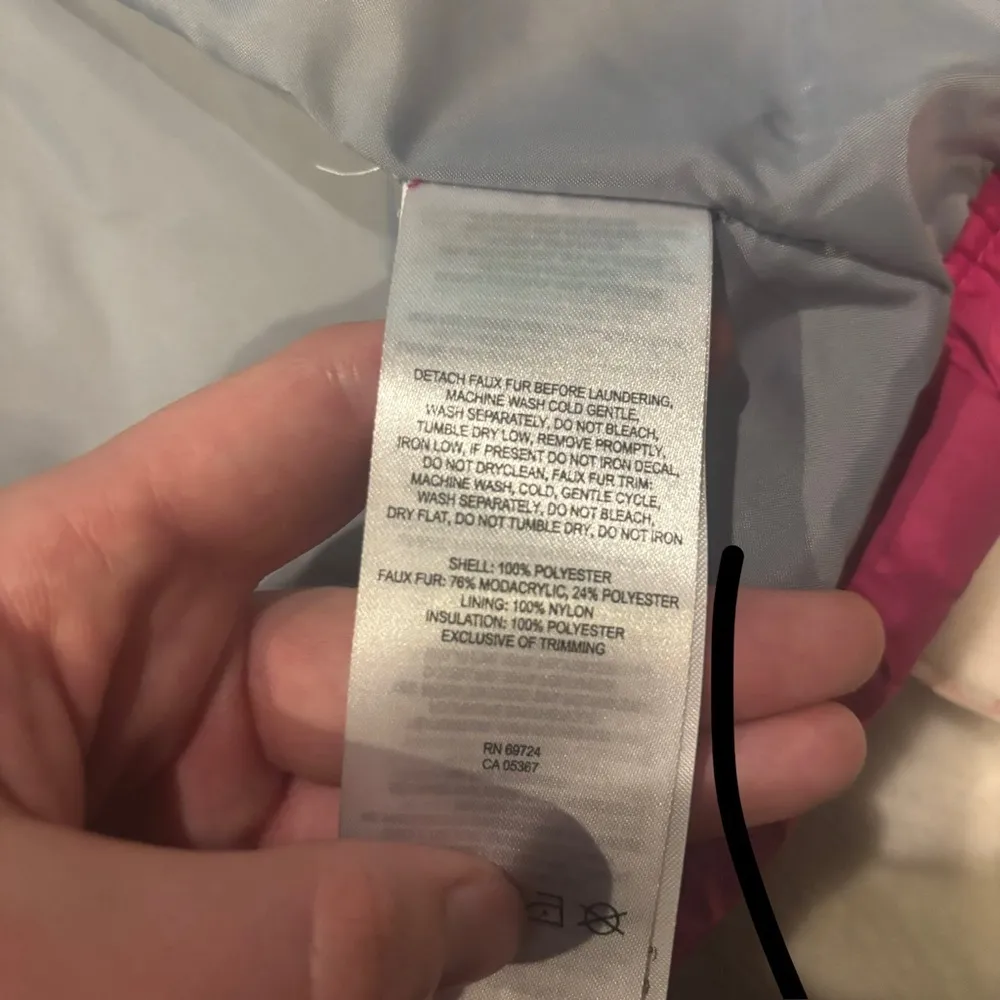 DETACH FAUX FUR BEFORE LAUNDERING,
MACHINE WASH COLD GENTLE,
WASH SEPARATELY, DO NOT BLEACH,
TUMBLE DRY LOW, REMOVE PROMPTLY,
IRON LOW, IF PRESENT DO NOT IRON DECAL,
DO NOT DRYCLEAN, FAUX FUR TRIM:
MACHINE WASH, COLD, GENTLE CYCLE,
WASH SEPARATELY, DO NOT BLEACH,
DRY FLAT, DO NOT TUMBLE DRY, DO NOT IRON
SHELL: 100% POLYESTER
FAUX FUR: 76% MODACRYLIC, 24% POLYESTER
LINING: 100% NYLON
INSULATION: 100% POLYESTER
EXCLUSIVE OF TRIMMING
RN 69724
CA 05367